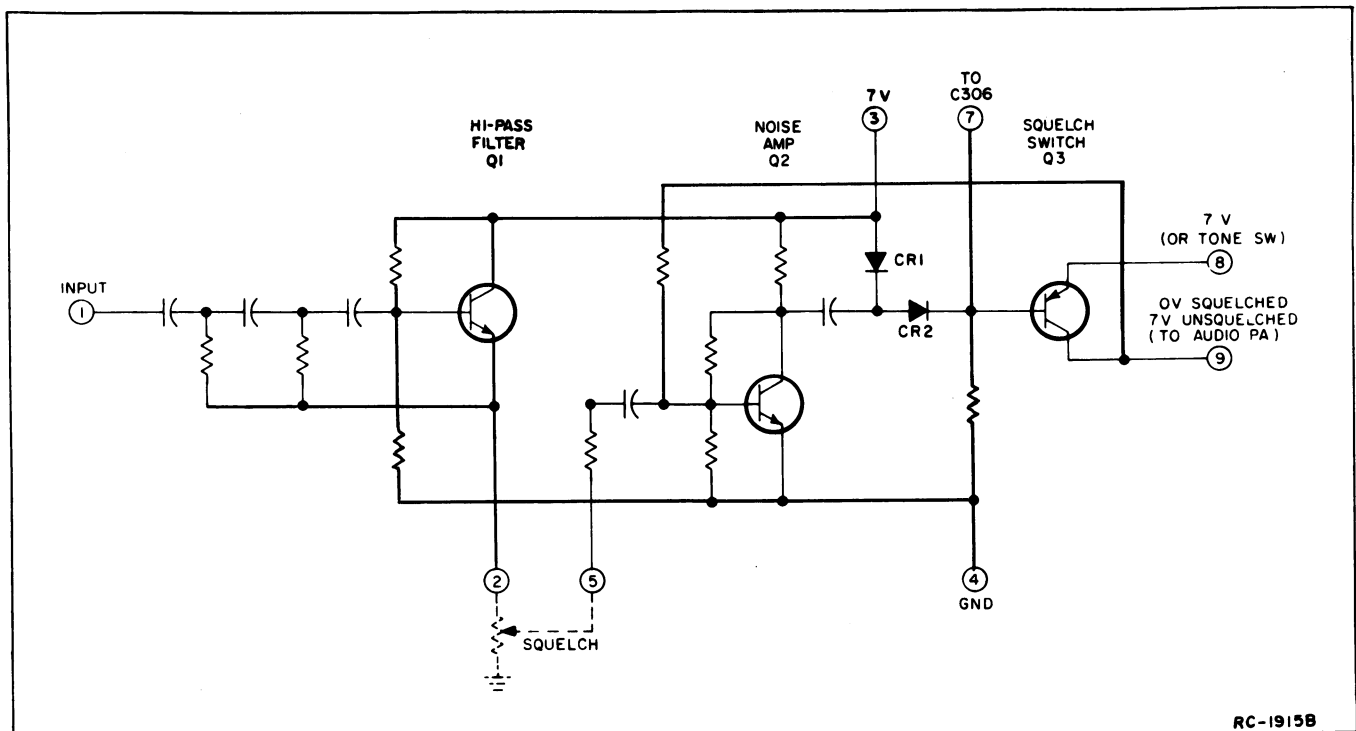 HI-PASS
FILTER
Q1
NOISE
AMP
Q2
7V
3
TO
C306
7
SQUELCH
SWITCH
Q3
7 V
(OR TONE SW)
8
CR1
CR2
INPUT
1
0V SQUELCHED
7V UNSQUELCHED
(TO AUDIO PA)
9
2
5
4
GND
SQUELCH
RC-1915B